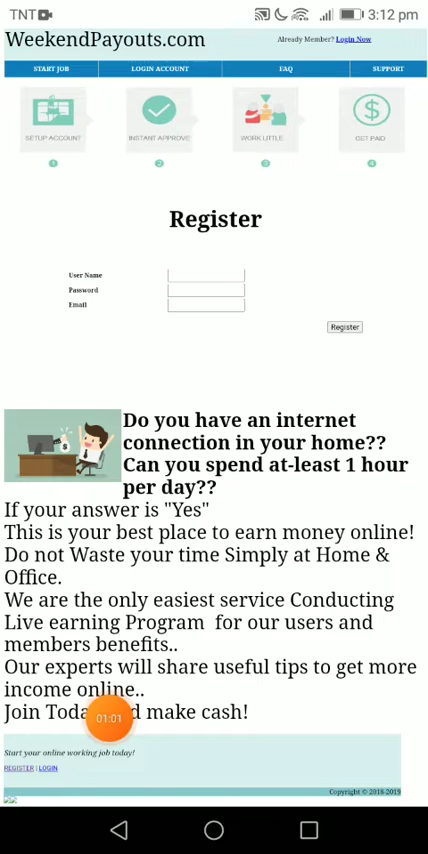 TNT 3:12 pm
WeekendPayouts.com
Already Member? Login Now
START JOB LOGIN ACCOUNT FAQ SUPPORT
SETUP ACCOUNT INSTANT APPROVE WORK LITTLE GET PAID
1 2 3 4
Register
User Name
Password
Email
Register
Do you have an internet
connection in your home??
Can you spend at-least 1 hour
per day??
If your answer is "Yes"
This is your best place to earn money online!
Do not Waste your time Simply at Home &
Office.
We are the only easiest service Conducting
Live earning Program for our users and
members benefits..
Our experts will share useful tips to get more
income online..
Join Toda d make cash!
01:01
Start your online working job today!
REGISTER | LOGIN
Copyright © 2018-2019